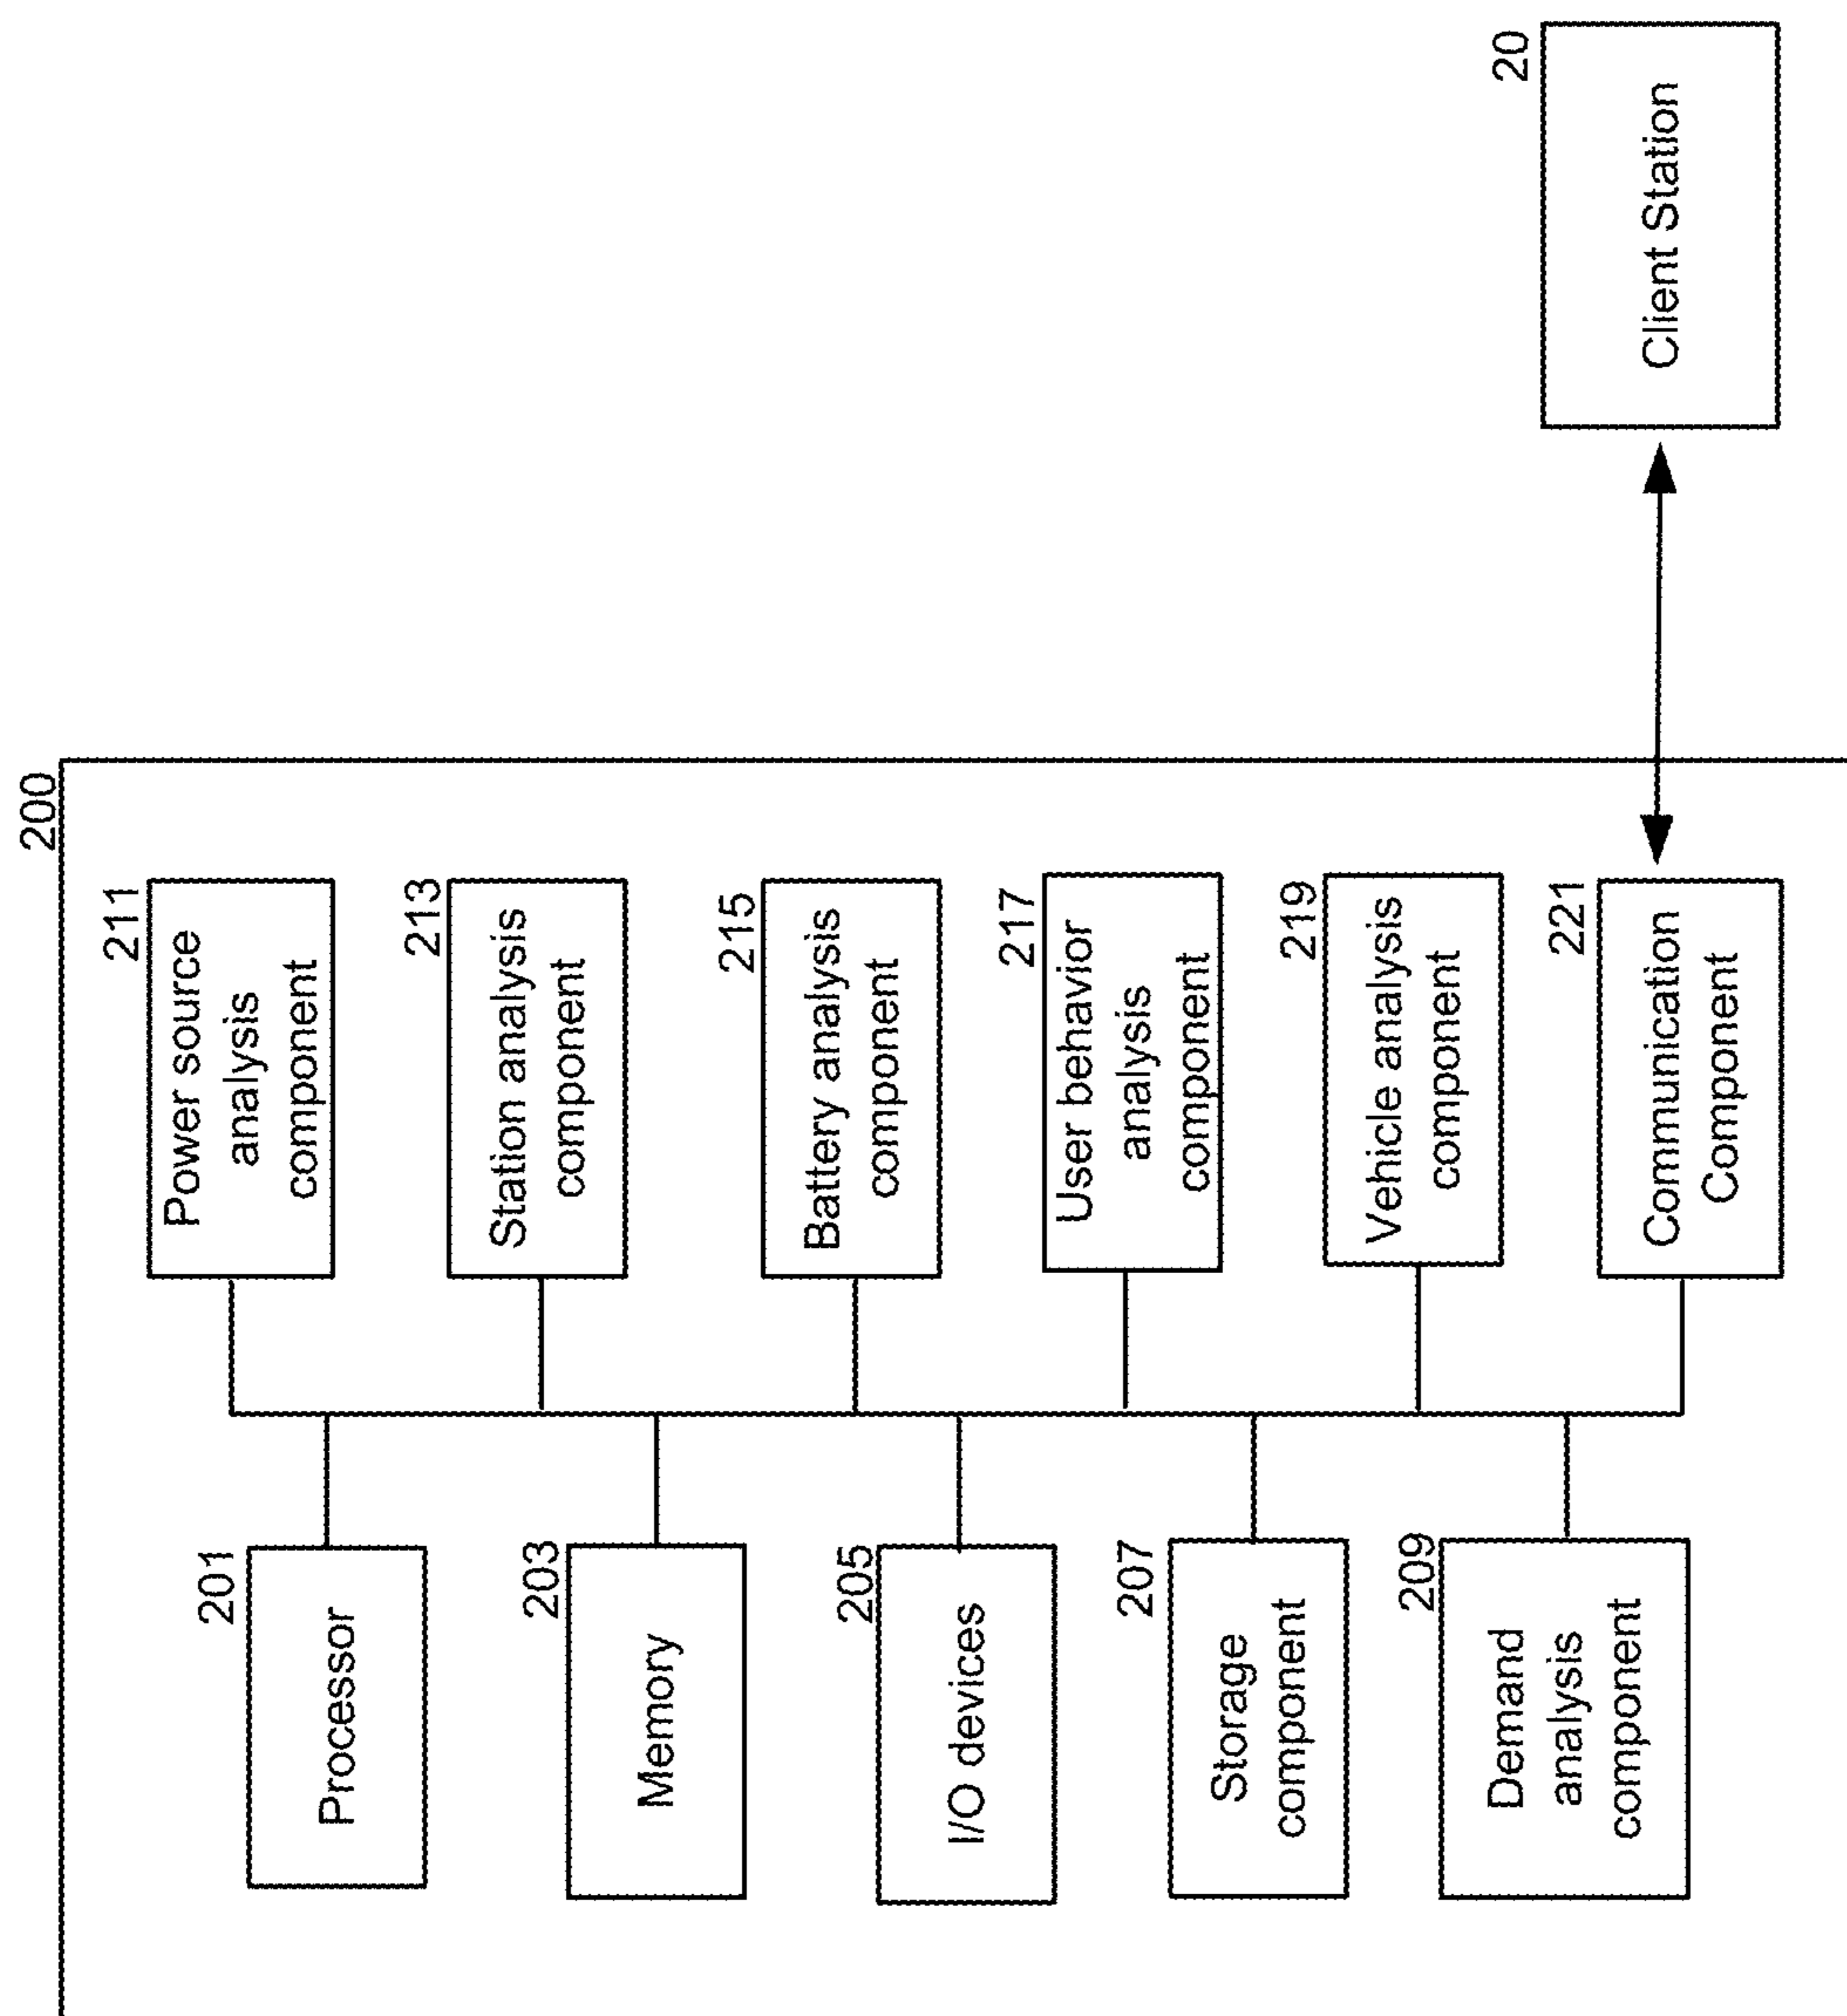 200
201
Processor
203
Memory
205
I/O devices
207
Storage
component
209
Demand
analysis
component
211
Power source
analysis
component
213
Station analysis
component
215
Battery analysis
component
217
User behavior
analysis
component
219
Vehicle analysis
component
221
Communication
Component
20
Client Station